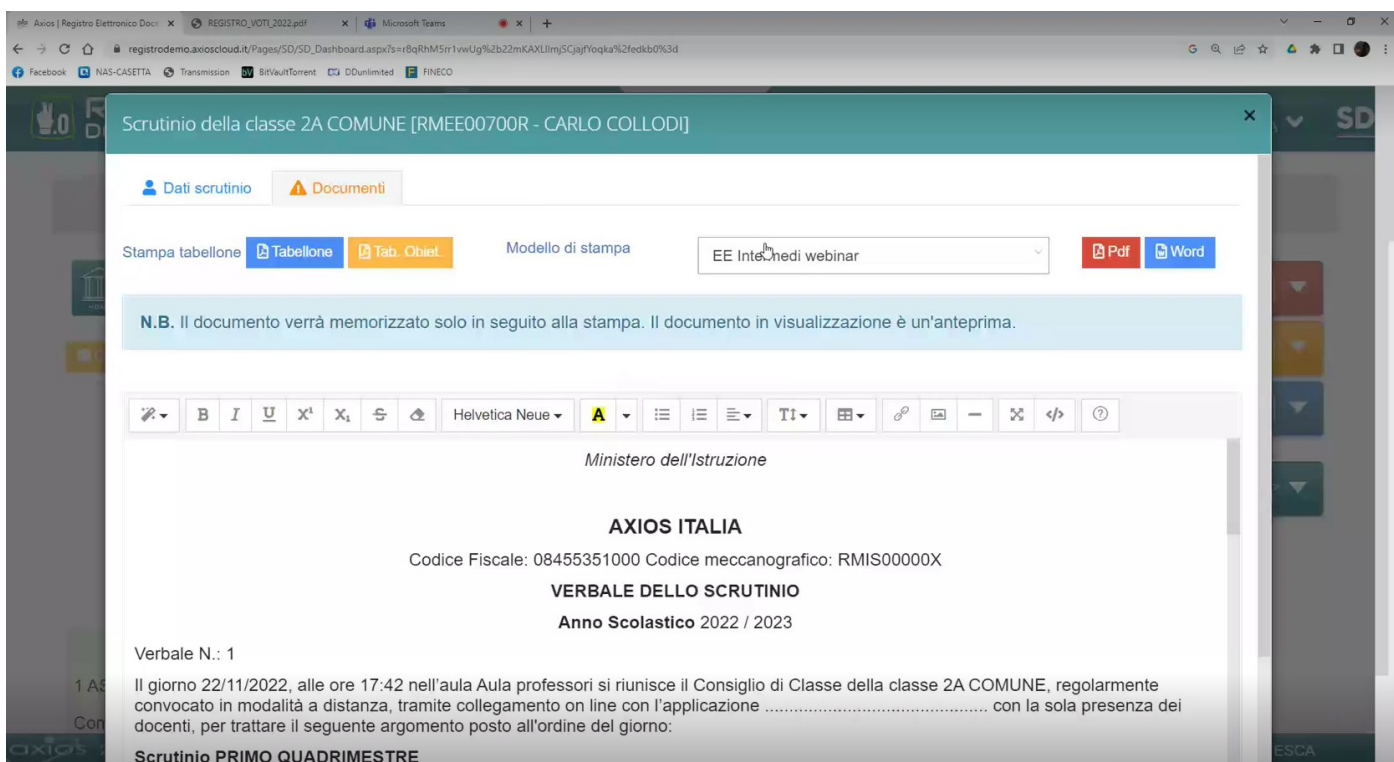 Axios | Registro Elettronico Doce
REGISTRO_VOTI_2022.pdf
Microsoft Teams
registrodemo.axioscloud.it/Pages/SD/SD_Dashboard.aspx?s=
Facebook NAS-CASETTA Transmission BitVaultTorrent DDunlimited FINECO
SD
Scrutinio della classe 2A COMUNE [RMEE00700R - CARLO COLLODI]
Dati scrutinio Documenti
Stampa tabellone Tabellone Tab. Obiet. Modello di stampa EE Intermedi webinar Pdf Word
N.B. Il documento verrà memorizzato solo in seguito alla stampa. Il documento in visualizzazione è un'anteprima.
B I U X¹ X₁ S Helvetica Neue A
Ministero dell'Istruzione
AXIOS ITALIA
Codice Fiscale: 08455351000 Codice meccanografico: RMIS00000X
VERBALE DELLO SCRUTINIO
Anno Scolastico 2022 / 2023
Verbale N.: 1
Il giorno 22/11/2022, alle ore 17:42 nell'aula Aula professori si riunisce il Consiglio di Classe della classe 2A COMUNE, regolarmente
convocato in modalità a distanza, tramite collegamento on line con l'applicazione ............................................ con la sola presenza dei
docenti, per trattare il seguente argomento posto all'ordine del giorno:
Scrutinio PRIMO QUADRIMESTRE
axios
ESCA